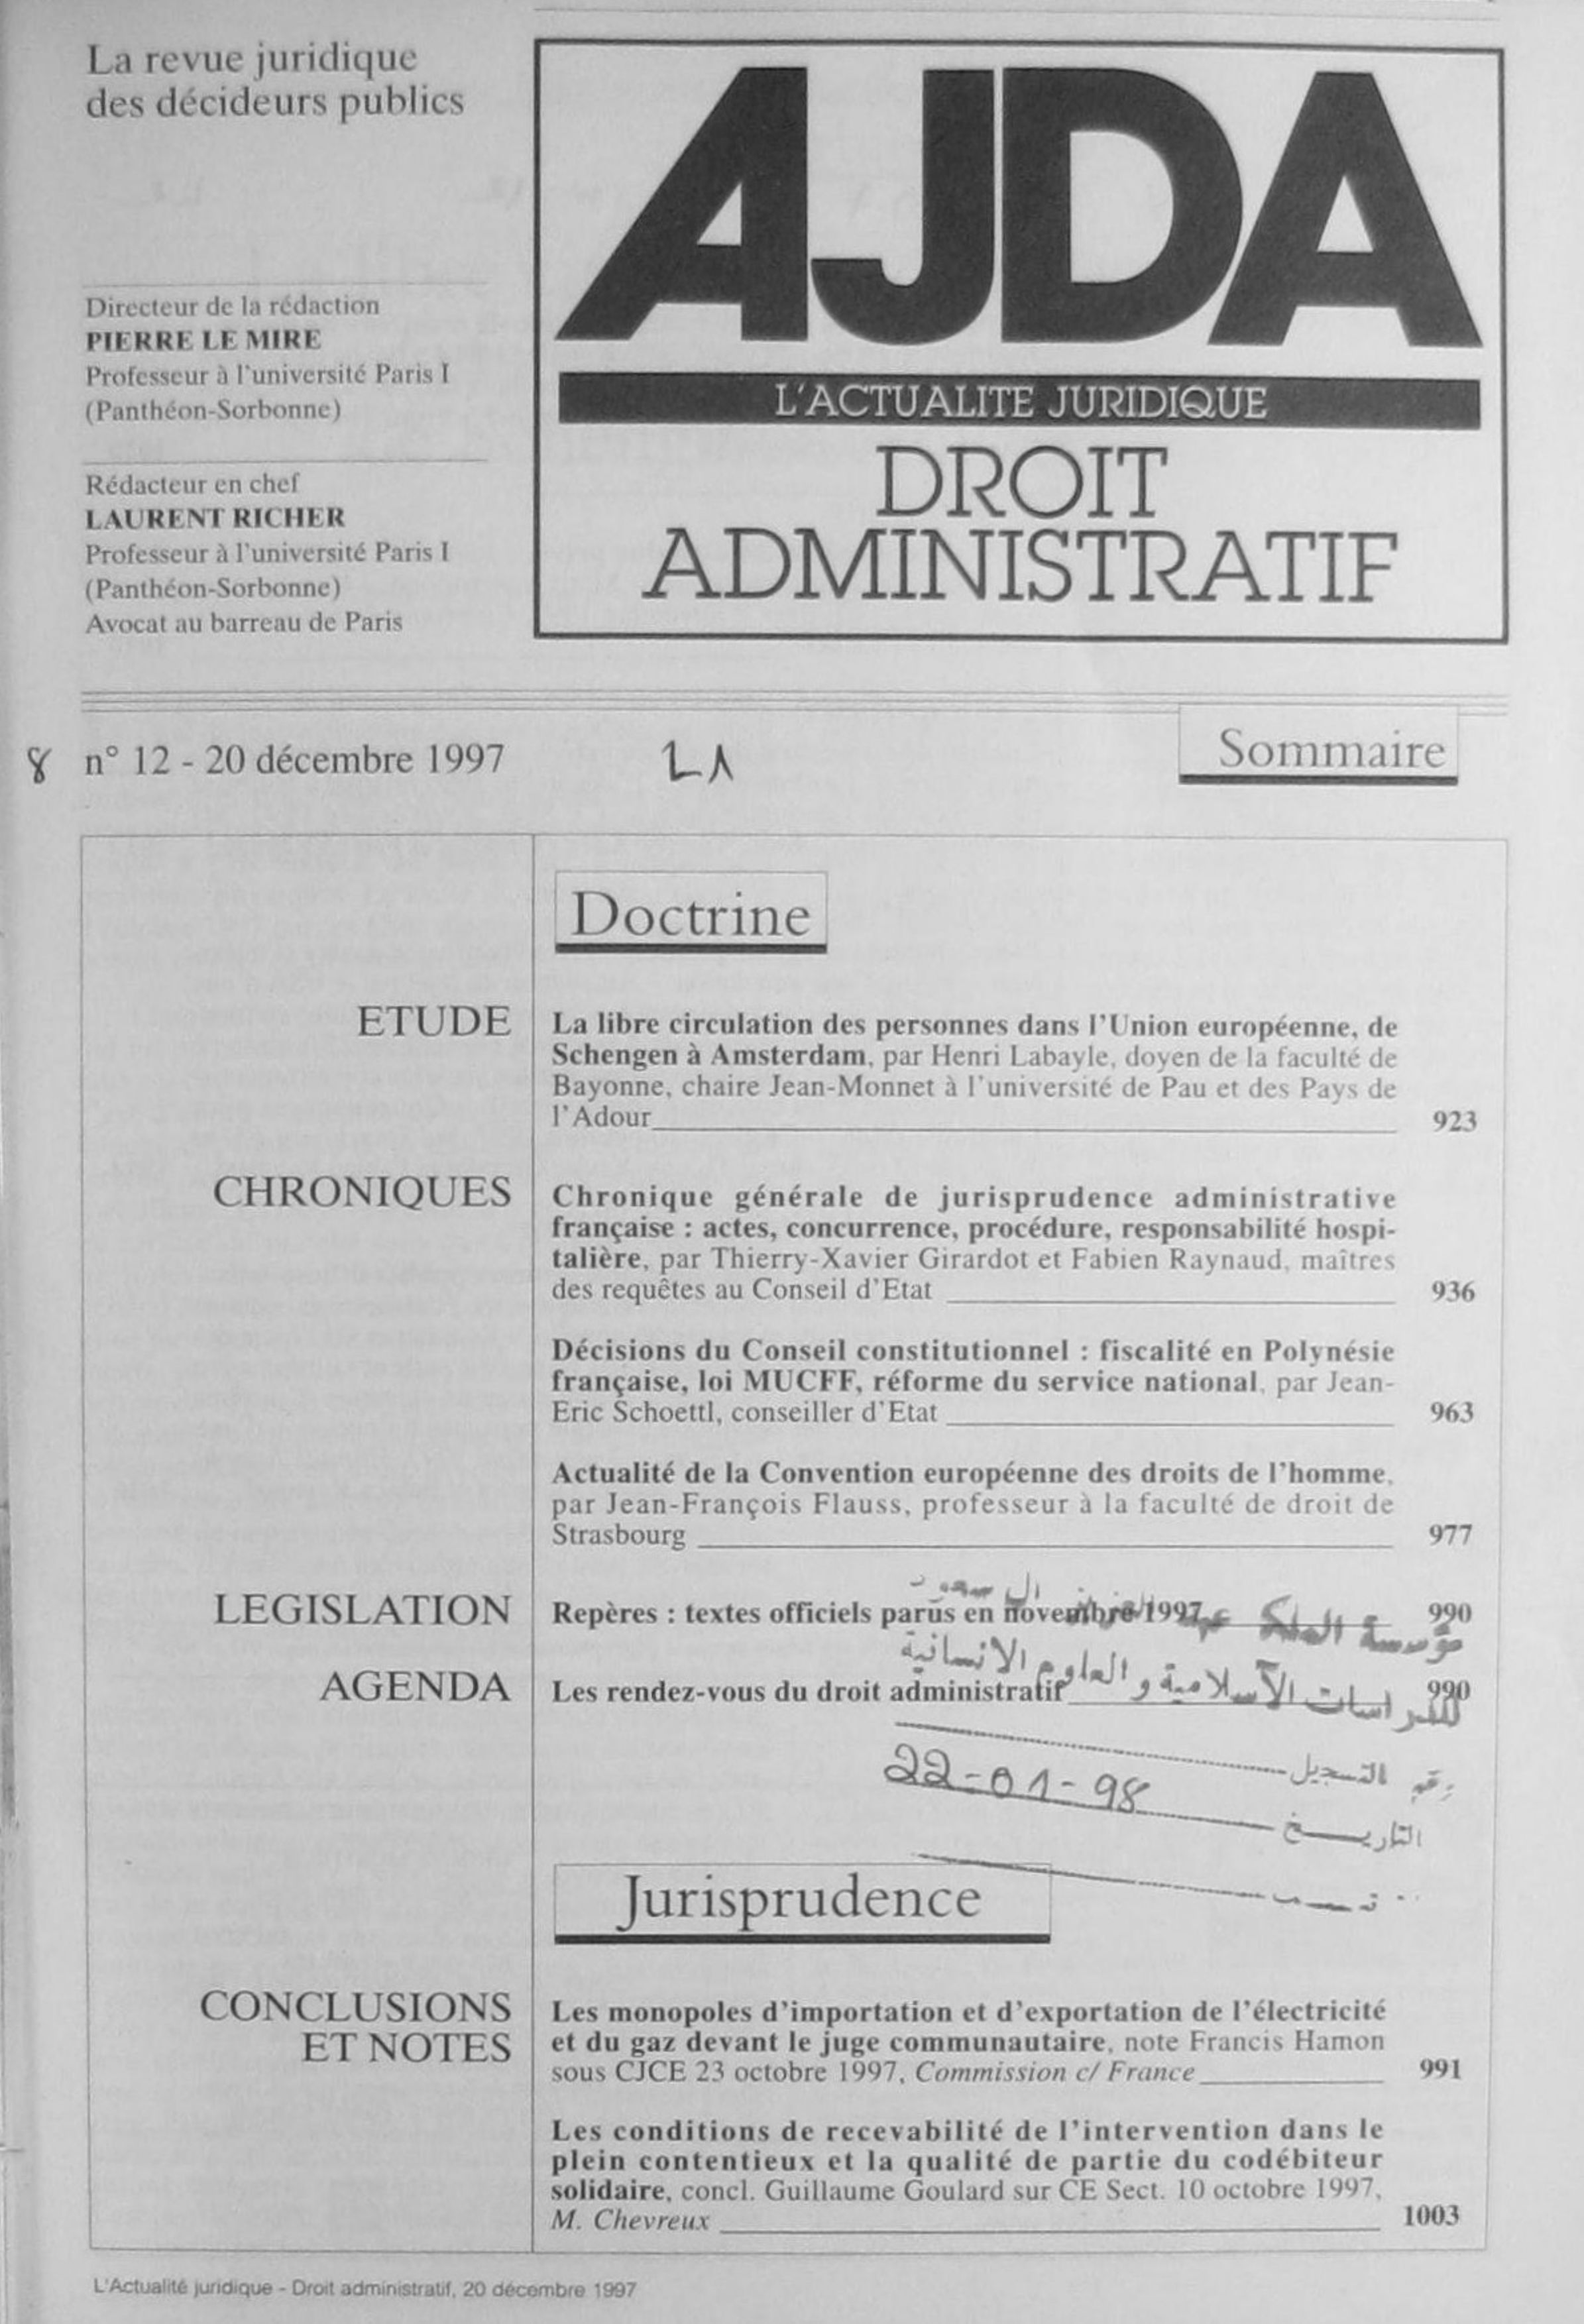 La revue juridique
des décideurs publics
Directeur de la rédaction
PIERRE LE MIRE
Professeur à l'université Paris I
(Panthéon-Sorbonne)
Rédacteur en chef
LAURENT RICHER
Professeur à l'université Paris I
(Panthéon-Sorbonne)
Avocat au barreau de Paris
AJDA
L'ACTUALITE JURIDIQUE
DROIT
ADMINISTRATIF
8 n° 12 - 20 décembre 1997
Sommaire
Doctrine
ETUDE
La libre circulation des personnes dans l'Union européenne, de
Schengen à Amsterdam, par Henri Labayle, doyen de la faculté de
Bayonne, chaire Jean-Monnet à l'université de Pau et des Pays de
l'Adour 923
CHRONIQUES
Chronique générale de jurisprudence administrative
française : actes, concurrence, procédure, responsabilité hospi-
talière, par Thierry-Xavier Girardot et Fabien Raynaud, maîtres
des requêtes au Conseil d'Etat 936
Décisions du Conseil constitutionnel : fiscalité en Polynésie
française, loi MUCFF, réforme du service national, par Jean-
Eric Schoettl, conseiller d'Etat 963
Actualité de la Convention européenne des droits de l'homme,
par Jean-François Flauss, professeur à la faculté de droit de
Strasbourg 977
LEGISLATION
Repères : textes officiels parus en novembre 1997 990
AGENDA
Les rendez-vous du droit administratif 990
مؤسسة الملك عبد العزيز ال سعود
للدراسات الآسلامية و العلوم الانسانية
رقم التسجيل
التاريخ 22-01-98
Jurisprudence
CONCLUSIONS
ET NOTES
Les monopoles d'importation et d'exportation de l'électricité
et du gaz devant le juge communautaire, note Francis Hamon
sous CJCE 23 octobre 1997, Commission c/ France 991
Les conditions de recevabilité de l'intervention dans le
plein contentieux et la qualité de partie du codébiteur
solidaire, concl. Guillaume Goulard sur CE Sect. 10 octobre 1997,
M. Chevreux 1003
L'Actualité juridique - Droit administratif, 20 décembre 1997